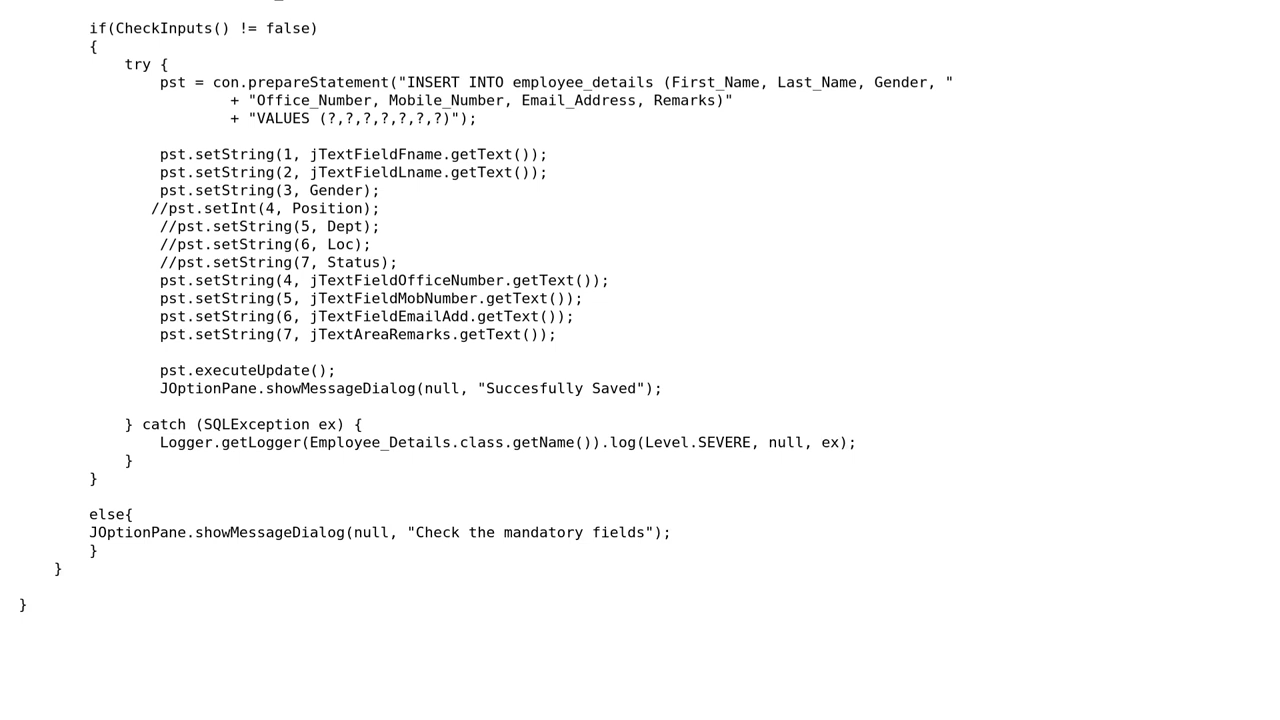 if(CheckInputs() != false)
{
try {
pst = con.prepareStatement("INSERT INTO employee_details (First_Name, Last_Name, Gender, "
+ "Office_Number, Mobile_Number, Email_Address, Remarks)"
+ "VALUES (?,?,?,?,?,?,?)");
pst.setString(1, jTextFieldFname.getText());
pst.setString(2, jTextFieldLname.getText());
pst.setString(3, Gender);
//pst.setInt(4, Position);
//pst.setString(5, Dept);
//pst.setString(6, Loc);
//pst.setString(7, Status);
pst.setString(4, jTextFieldOfficeNumber.getText());
pst.setString(5, jTextFieldMobNumber.getText());
pst.setString(6, jTextFieldEmailAdd.getText());
pst.setString(7, jTextAreaRemarks.getText());
pst.executeUpdate();
JOptionPane.showMessageDialog(null, "Succesfully Saved");
} catch (SQLException ex) {
Logger.getLogger(Employee_Details.class.getName()).log(Level.SEVERE, null, ex);
}
}
else{
JOptionPane.showMessageDialog(null, "Check the mandatory fields");
}
}
}